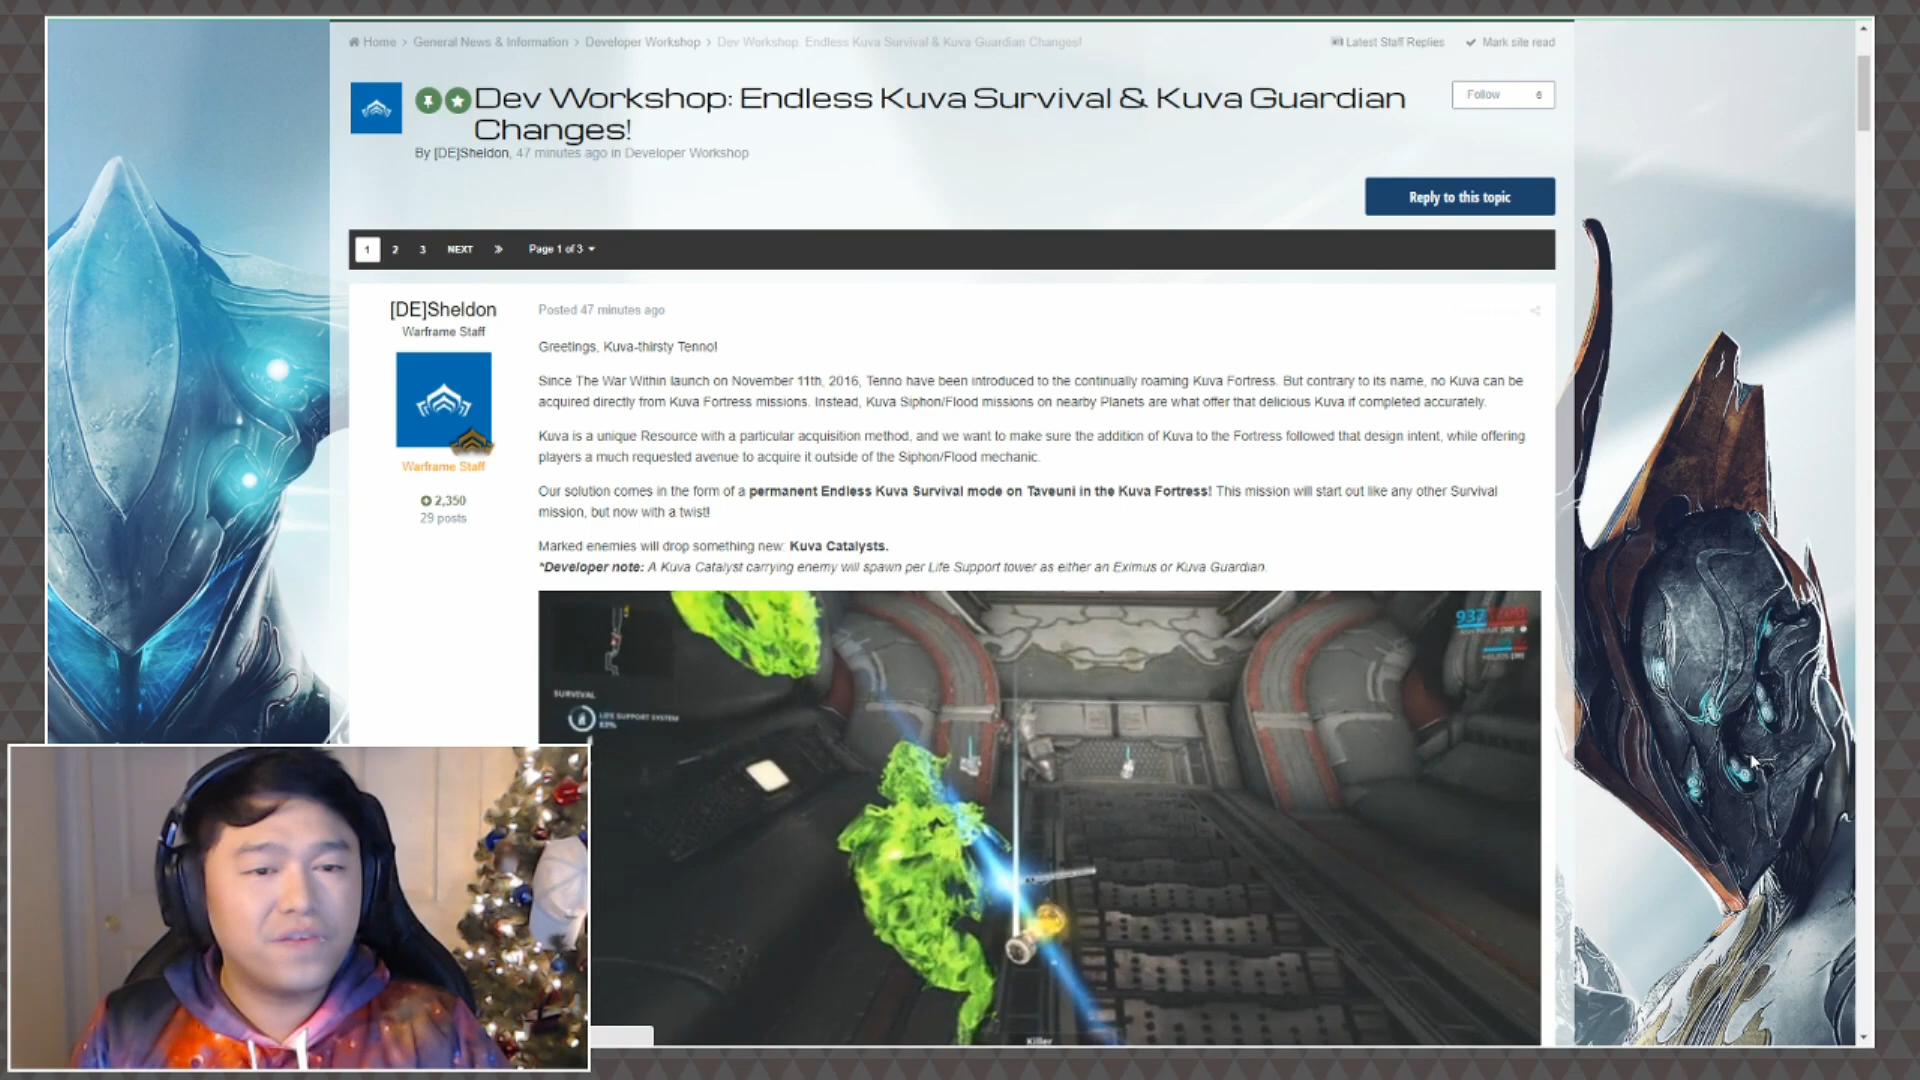 Home > General News & Information > Developer Workshop > Dev Workshop: Endless Kuva Survival & Kuva Guardian Changes!
Latest Staff Replies
Mark site read
Dev Workshop: Endless Kuva Survival & Kuva Guardian
Changes!
Follow 6
By [DE]Sheldon, 47 minutes ago in Developer Workshop
Reply to this topic
1 2 3 NEXT » Page 1 of 3
[DE]Sheldon
Warframe Staff
Warframe Staff
2,350
29 posts
Posted 47 minutes ago
Greetings, Kuva-thirsty Tenno!
Since The War Within launch on November 11th, 2016, Tenno have been introduced to the continually roaming Kuva Fortress. But contrary to its name, no Kuva can be
acquired directly from Kuva Fortress missions. Instead, Kuva Siphon/Flood missions on nearby Planets are what offer that delicious Kuva if completed accurately.
Kuva is a unique Resource with a particular acquisition method, and we want to make sure the addition of Kuva to the Fortress followed that design intent, while offering
players a much requested avenue to acquire it outside of the Siphon/Flood mechanic.
Our solution comes in the form of a permanent Endless Kuva Survival mode on Taveuni in the Kuva Fortress! This mission will start out like any other Survival
mission, but now with a twist!
Marked enemies will drop something new: Kuva Catalysts.
*Developer note: A Kuva Catalyst carrying enemy will spawn per Life Support tower as either an Eximus or Kuva Guardian.
SURVIVAL
LIFE SUPPORT SYSTEM
83%
937
Killer